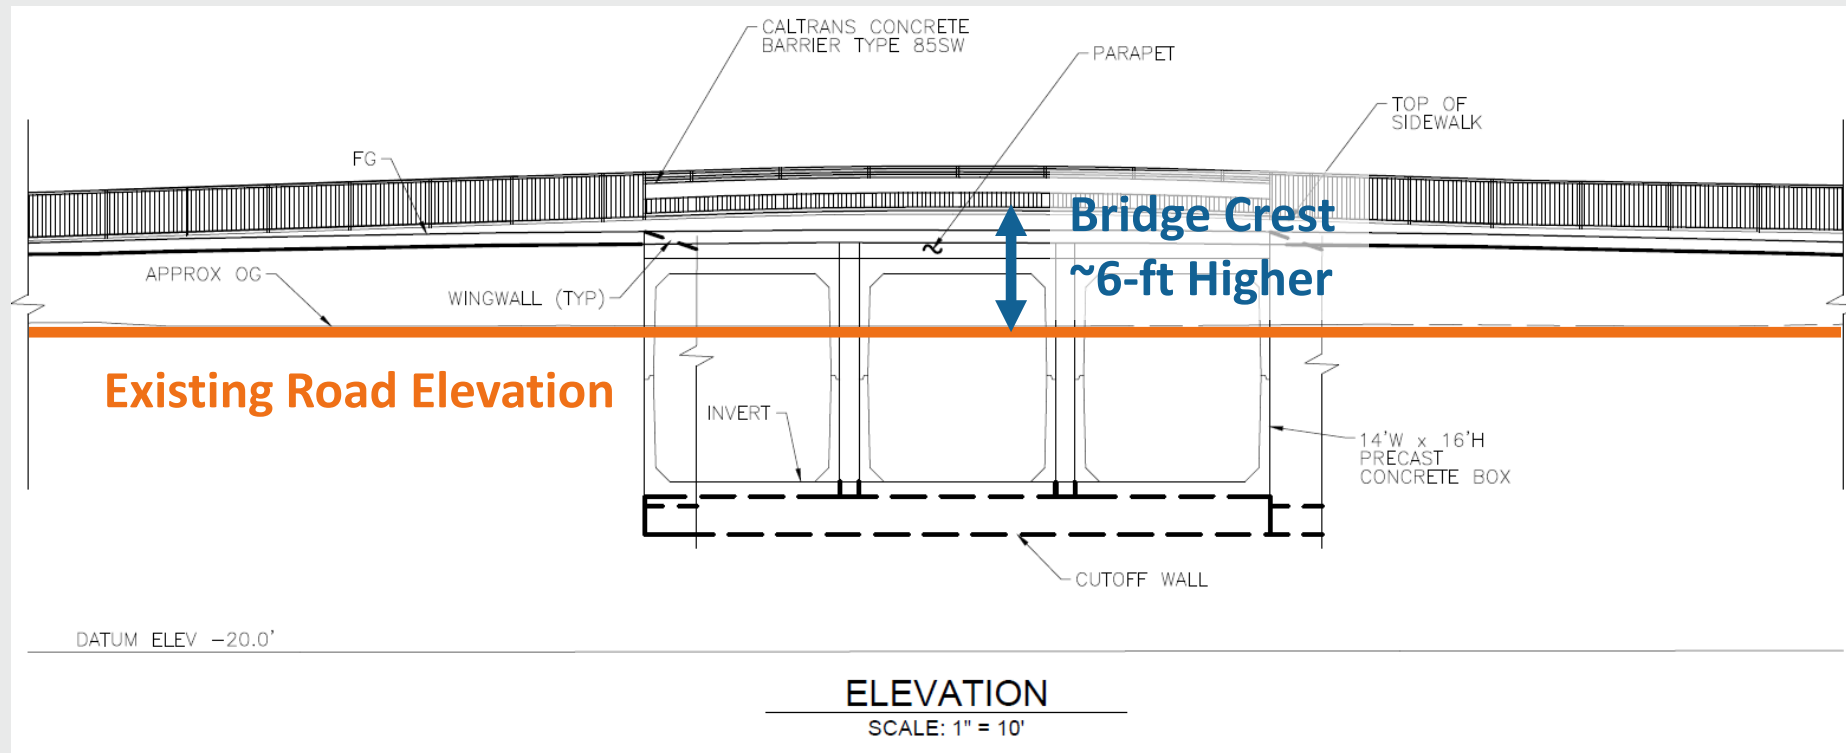 CALTRANS CONCRETE
BARRIER TYPE 85SW
PARAPET
TOP OF
SIDEWALK
FG
Bridge Crest
~6-ft Higher
APPROX OG
WINGWALL (TYP)
Existing Road Elevation
INVERT
14'W x 16'H
PRECAST
CONCRETE BOX
CUTOFF WALL
DATUM ELEV -20.0'
ELEVATION
SCALE: 1" = 10'